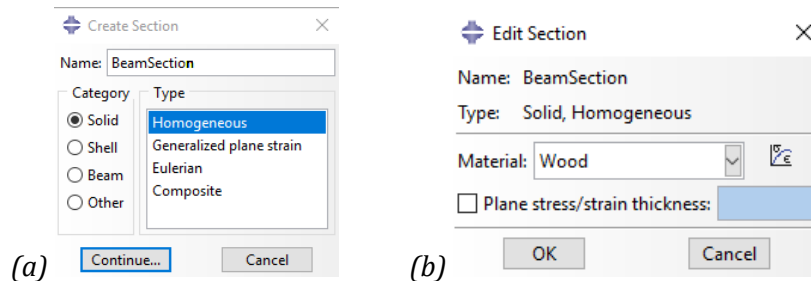 Create Section
Name: BeamSection
Category Type
Solid
Shell
Beam
Other
Homogeneous
Generalized plane strain
Eulerian
Composite
Continue... Cancel
(a)
Edit Section
Name: BeamSection
Type: Solid, Homogeneous
Material: Wood
σ ε
Plane stress/strain thickness:
OK Cancel
(b)